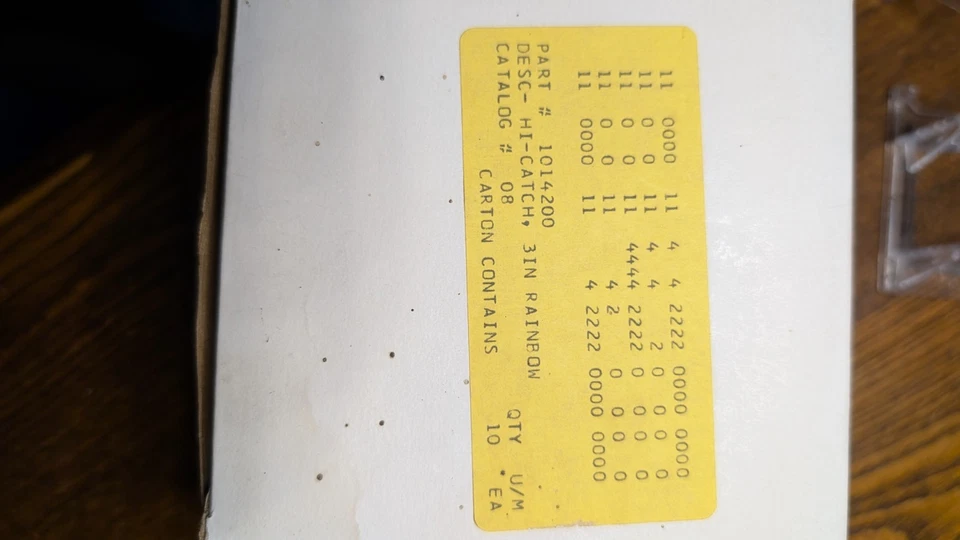 11 0000 11 4 4 2222 0000 0000
11 0 0 11 4 4 2 0 0 0 0
11 0 0 11 4444 2222 0 0 0 0
11 0 0 11 4 2 0 0 0 0
11 0000 11 4 2222 0000 0000
PART # 1014200
DESC- HI-CATCH, 3IN RAINBOW
CATALOG # 08 QTY U/M
CARTON CONTAINS 10 EA